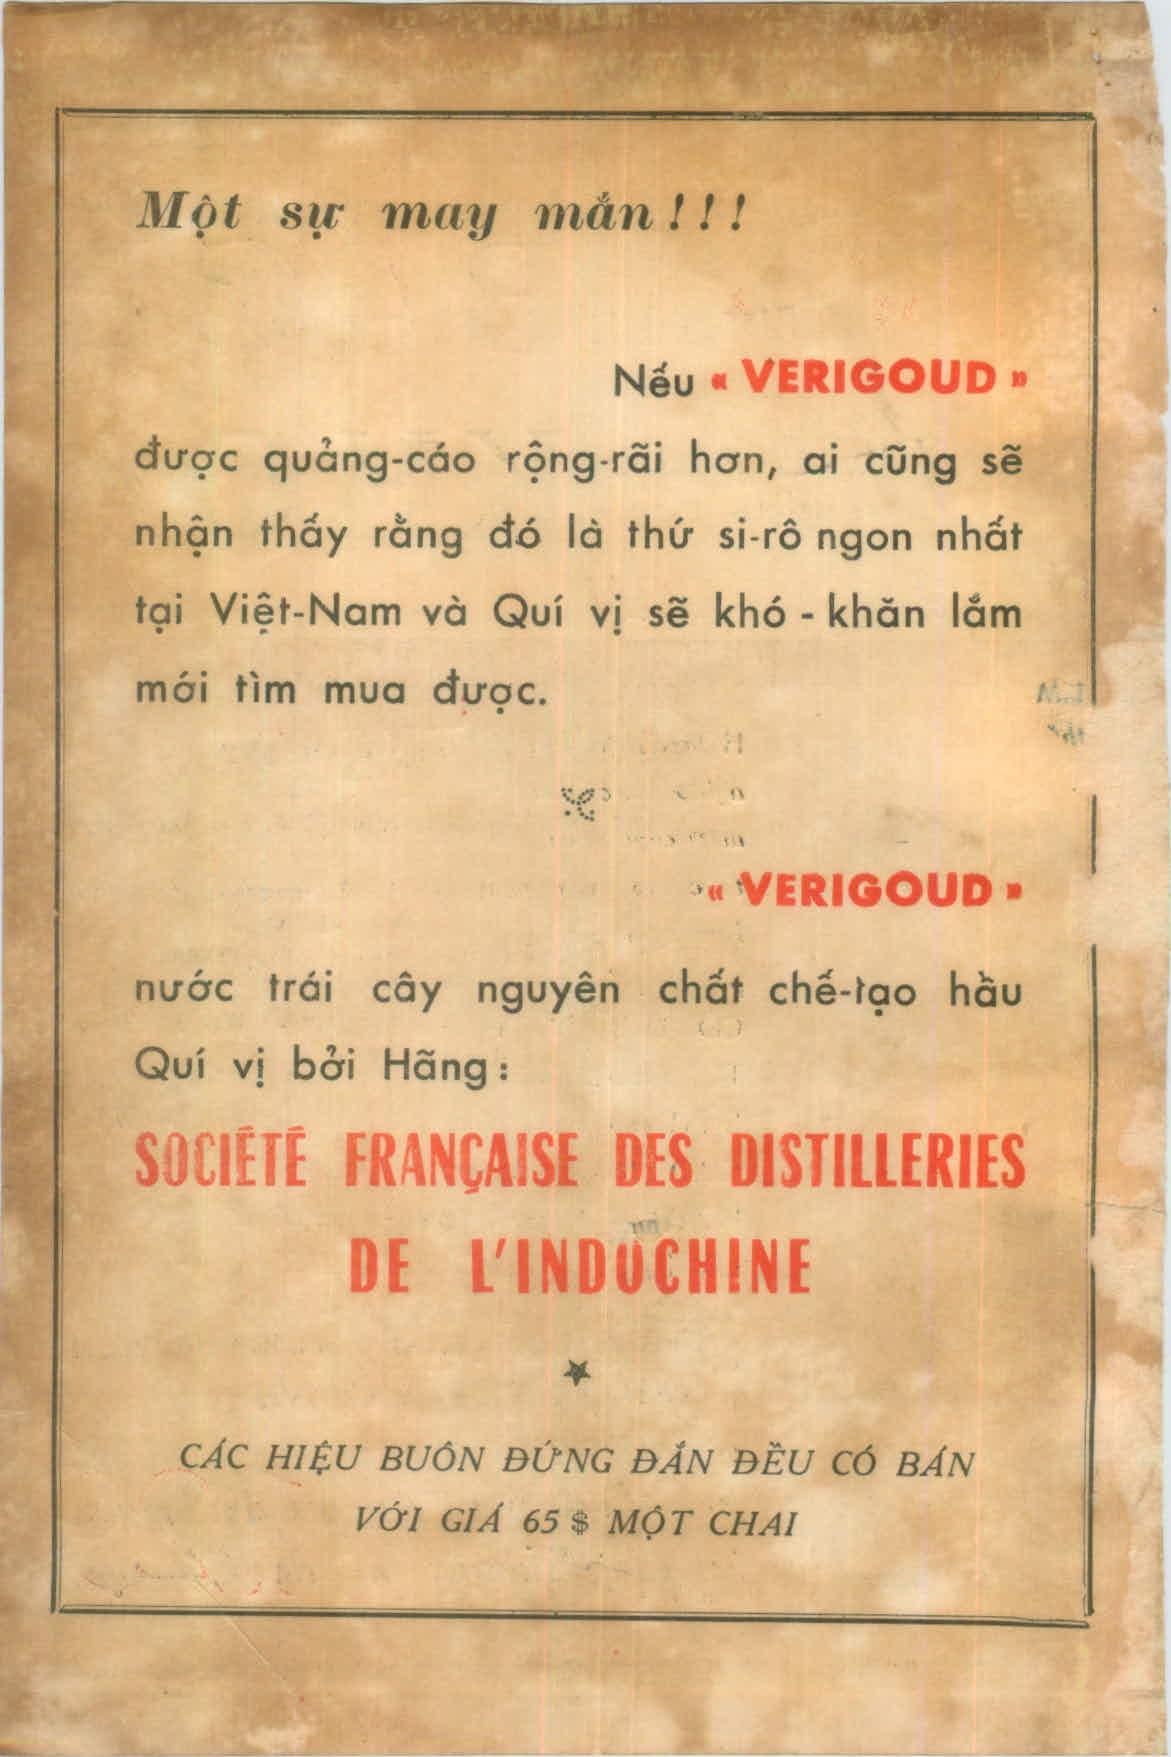 Một sự may mắn!!!
Nếu « VERIGOUD »
được quảng-cáo rộng-rãi hơn, ai cũng sẽ
nhận thấy rằng đó là thứ si-rô ngon nhất
tại Việt-Nam và Quí vị sẽ khó - khăn lắm
mới tìm mua được.
« VERIGOUD »
nước trái cây nguyên chất chế-tạo hầu
Quí vị bởi Hãng :
SOCIÉTÉ FRANÇAISE DES DISTILLERIES
DE L'INDOCHINE
★
CÁC HIỆU BUÔN ĐỨNG ĐẮN ĐỀU CÓ BÁN
VỚI GIÁ 65 $ MỘT CHAI